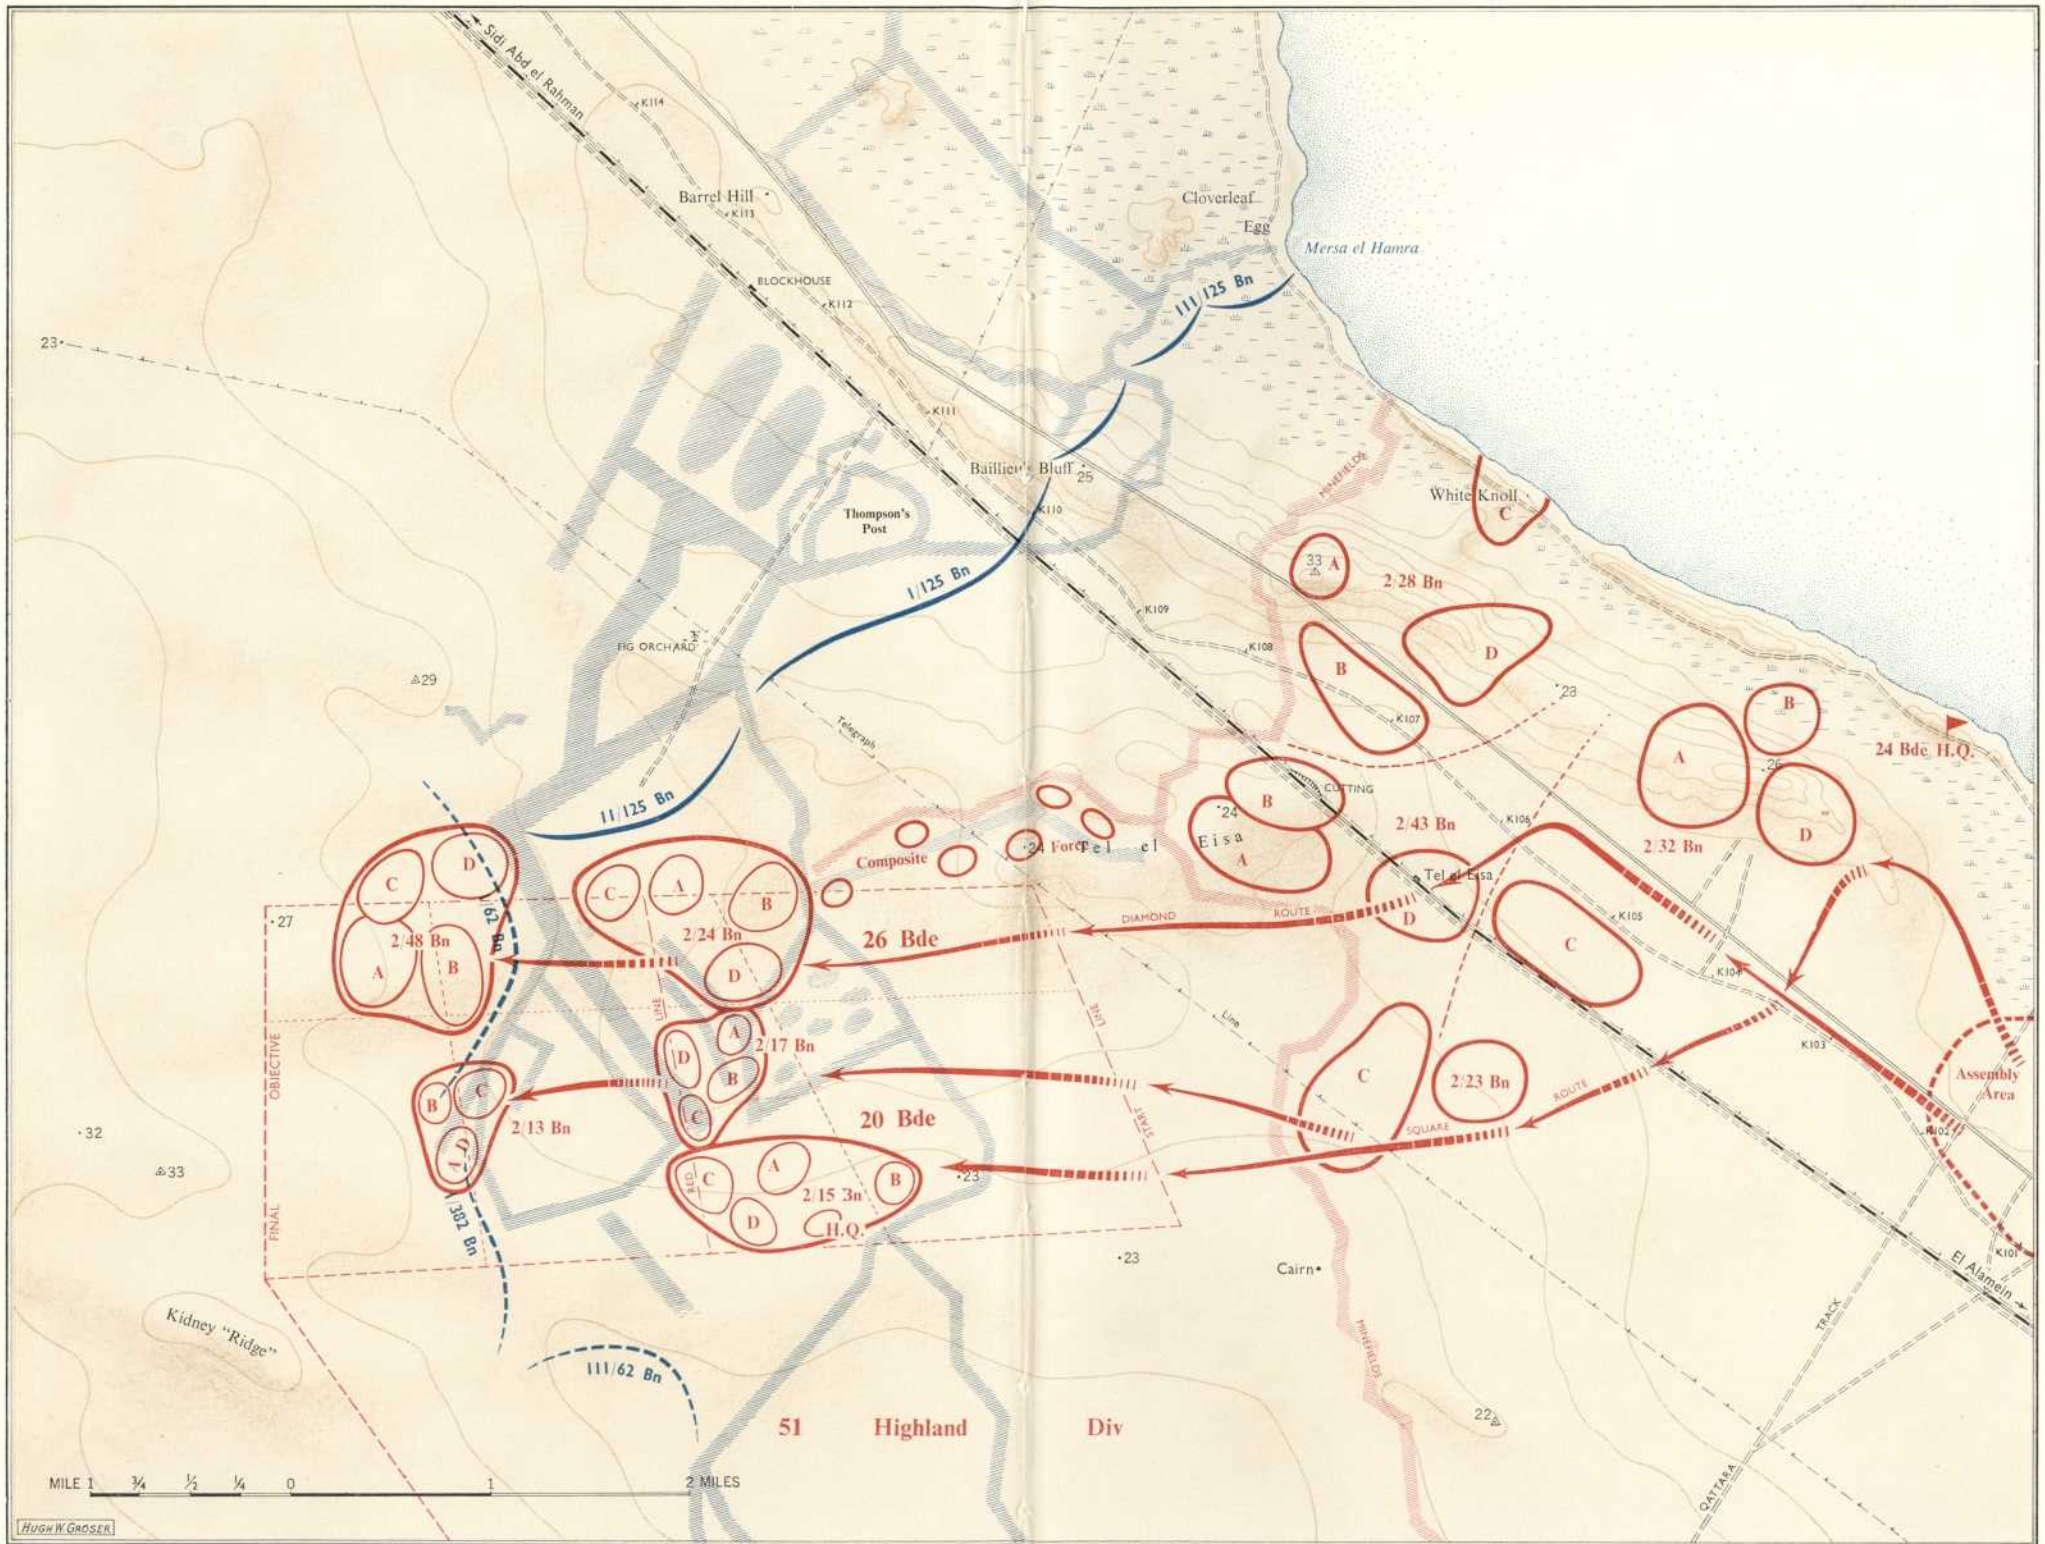 Sidi Abd el Rahman
K114
Barrel Hill
K113
Cloverleaf
Egg
Mersa el Hamra
BLOCKHOUSE
K112
111/125 Bn
23
K111
Baillieu's Bluff
25
MINEFIELDS
White Knoll
C
Thompson's
Post
K110
33
A
2/28 Bn
1/125 Bn
K109
FIG ORCHARD
K108
B
D
29
28
K107
Telegraph
A
B
24 Bde H.Q.
26
CUTTING
B
24
11/125 Bn
K106
2/43 Bn
D
Composite
24
Force
Tel el
Eisa
A
2/32 Bn
C
D
C
A
B
Tel el Eisa
D
27
/62 Bn
2/48 Bn
2/24 Bn
26 Bde
DIAMOND
ROUTE
K105
C
A
B
D
K104
LINE
LINE
Line
OBJECTIVE
D
A
2/17 Bn
K103
B
C
2/23 Bn
Assembly
Area
B
C
C
ROUTE
2/13 Bn
20 Bde
START
SQUARE
K102
32
33
A
D
RED
C
A
2/15 Bn
B
23
D
H.Q.
FINAL
1/382 Bn
23
Cairn
K101
El Alamein
Kidney "Ridge"
TRACK
MINEFIELDS
111/62 Bn
51 Highland Div
22
QATTARA
MILE 1 ¾ ½ ¼ 0 1 2 MILES
HUGH W. GROSER